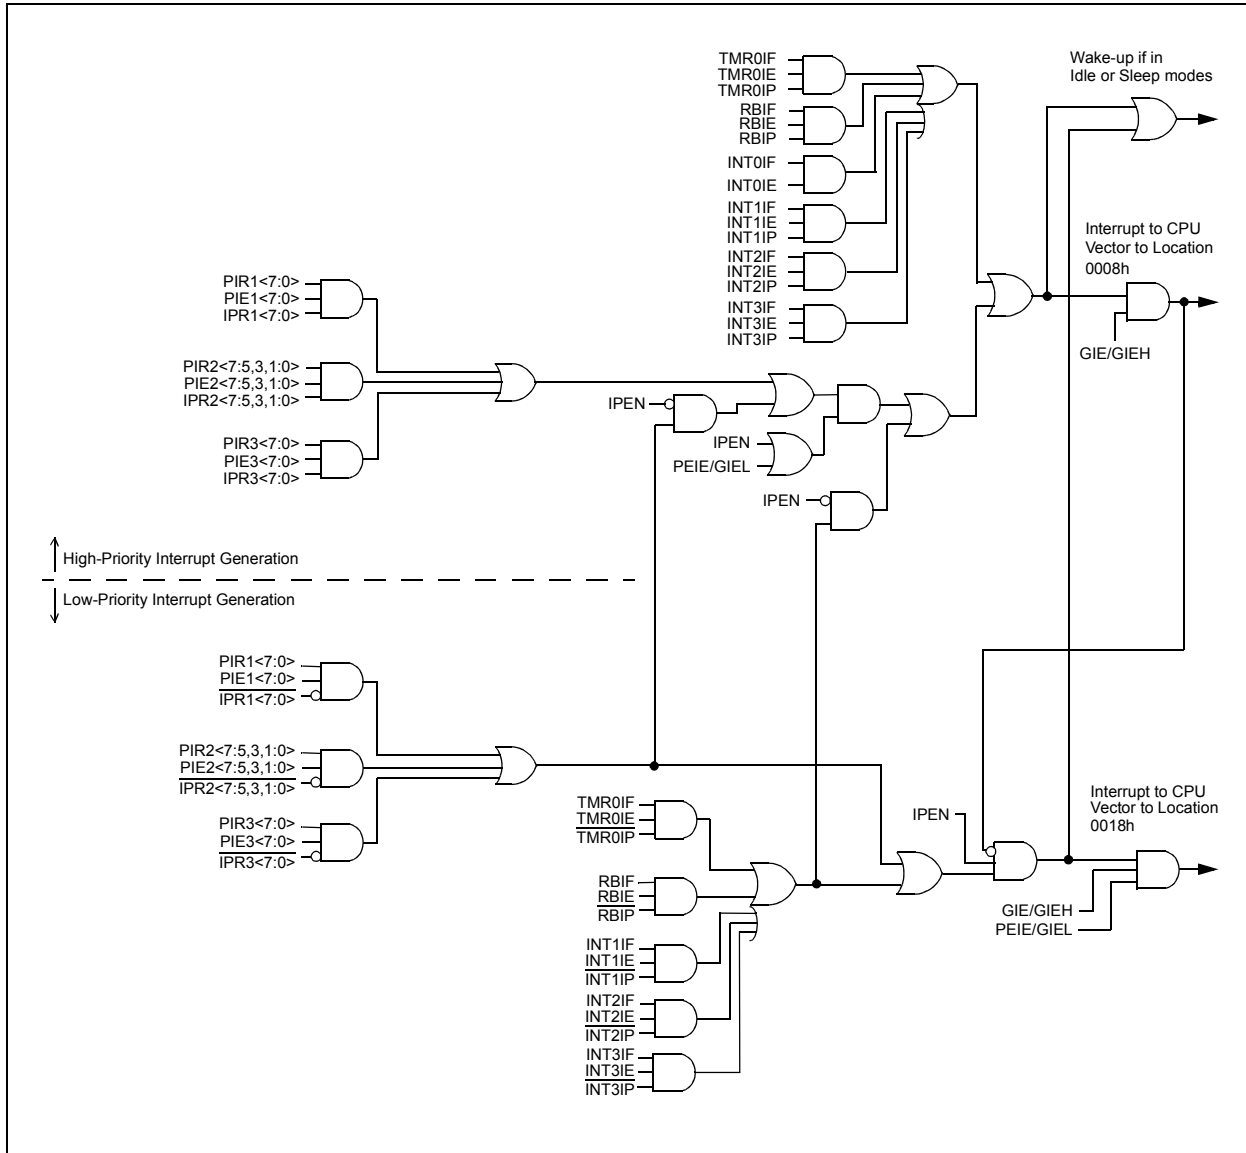 TMR0IF
TMR0IE
TMR0IP
RBIF
RBIE
RBIP
INT0IF
INT0IE
INT1IF
INT1IE
INT1IP
INT2IF
INT2IE
INT2IP
INT3IF
INT3IE
INT3IP
Wake-up if in
Idle or Sleep modes
Interrupt to CPU
Vector to Location
0008h
GIE/GIEH
PIR1<7:0>
PIE1<7:0>
IPR1<7:0>
PIR2<7:5,3,1:0>
PIE2<7:5,3,1:0>
IPR2<7:5,3,1:0>
PIR3<7:0>
PIE3<7:0>
IPR3<7:0>
IPEN
IPEN
PEIE/GIEL
IPEN
High-Priority Interrupt Generation
Low-Priority Interrupt Generation
PIR1<7:0>
PIE1<7:0>
IPR1<7:0>
PIR2<7:5,3,1:0>
PIE2<7:5,3,1:0>
IPR2<7:5,3,1:0>
PIR3<7:0>
PIE3<7:0>
IPR3<7:0>
TMR0IF
TMR0IE
TMR0IP
RBIF
RBIE
RBIP
INT1IF
INT1IE
INT1IP
INT2IF
INT2IE
INT2IP
INT3IF
INT3IE
INT3IP
IPEN
Interrupt to CPU
Vector to Location
0018h
GIE/GIEH
PEIE/GIEL